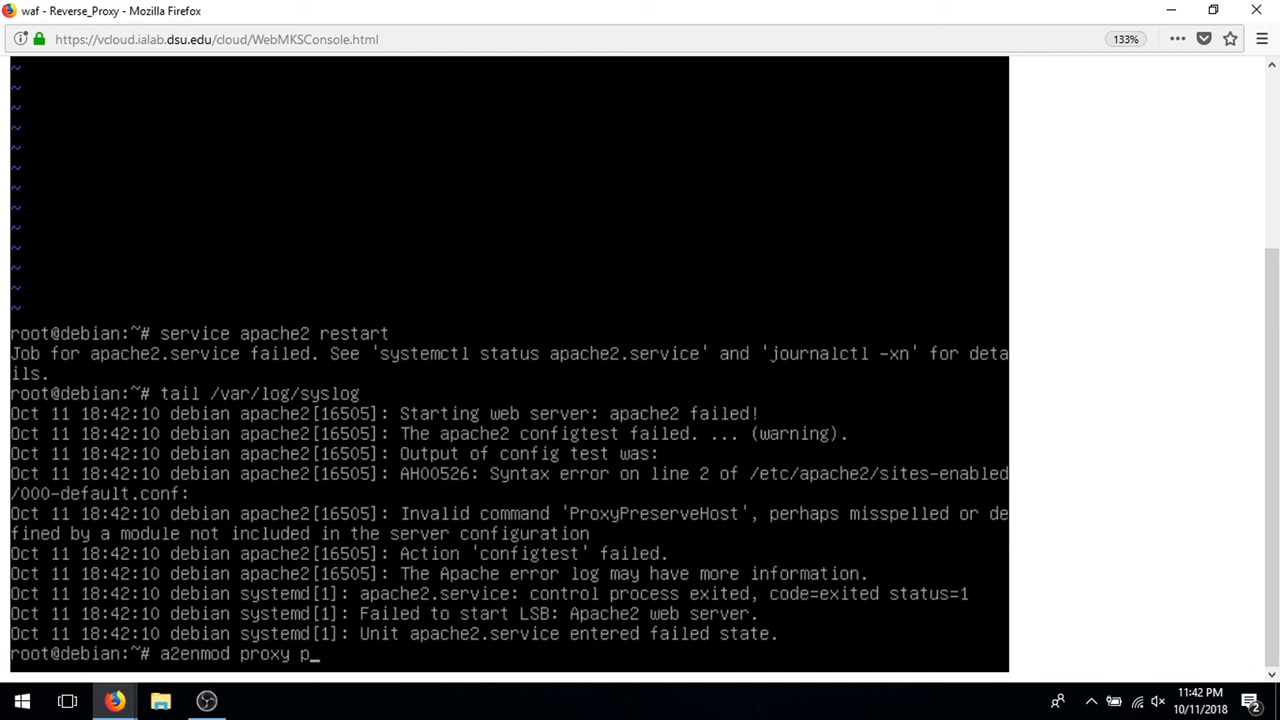 waf - Reverse_Proxy - Mozilla Firefox
https://vcloud.ialab.dsu.edu/cloud/WebMKSConsole.html
133%
~
~
~
~
~
~
~
~
~
~
~
~
~
root@debian:~# service apache2 restart
Job for apache2.service failed. See 'systemctl status apache2.service' and 'journalctl -xn' for deta
ils.
root@debian:~# tail /var/log/syslog
Oct 11 18:42:10 debian apache2[16505]: Starting web server: apache2 failed!
Oct 11 18:42:10 debian apache2[16505]: The apache2 configtest failed. ... (warning).
Oct 11 18:42:10 debian apache2[16505]: Output of config test was:
Oct 11 18:42:10 debian apache2[16505]: AH00526: Syntax error on line 2 of /etc/apache2/sites-enabled
/000-default.conf:
Oct 11 18:42:10 debian apache2[16505]: Invalid command 'ProxyPreserveHost', perhaps misspelled or de
fined by a module not included in the server configuration
Oct 11 18:42:10 debian apache2[16505]: Action 'configtest' failed.
Oct 11 18:42:10 debian apache2[16505]: The Apache error log may have more information.
Oct 11 18:42:10 debian systemd[1]: apache2.service: control process exited, code=exited status=1
Oct 11 18:42:10 debian systemd[1]: Failed to start LSB: Apache2 web server.
Oct 11 18:42:10 debian systemd[1]: Unit apache2.service entered failed state.
root@debian:~# a2enmod proxy p_
11:42 PM
10/11/2018
2